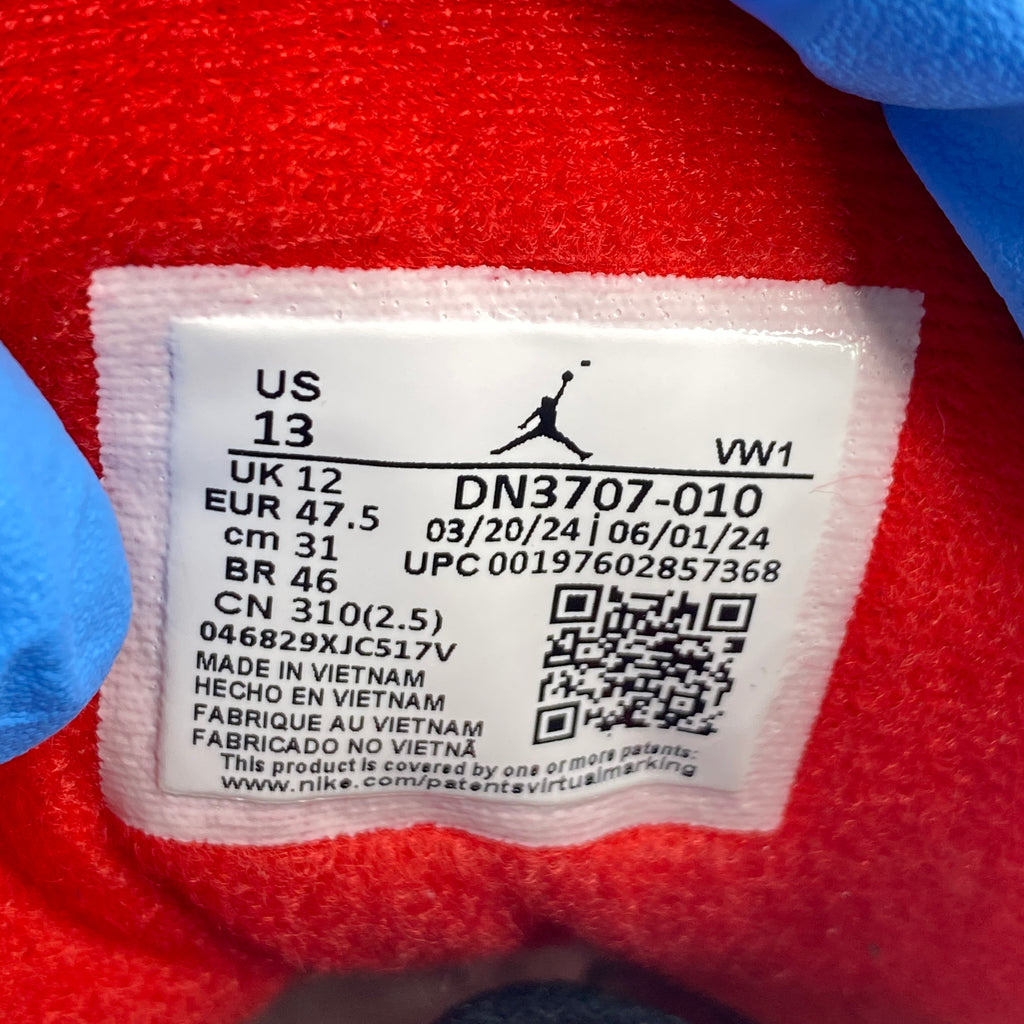 US
13
VW1
UK 12
EUR 47.5
cm 31
BR 46
CN 310(2.5)
DN3707-010
03/20/24 | 06/01/24
UPC 00197602857368
046829XJC517V
MADE IN VIETNAM
HECHO EN VIETNAM
FABRIQUE AU VIETNAM
FABRICADO NO VIETNÃ
This product is covered by one or more patents:
www.nike.com/patentsvirtualmarking